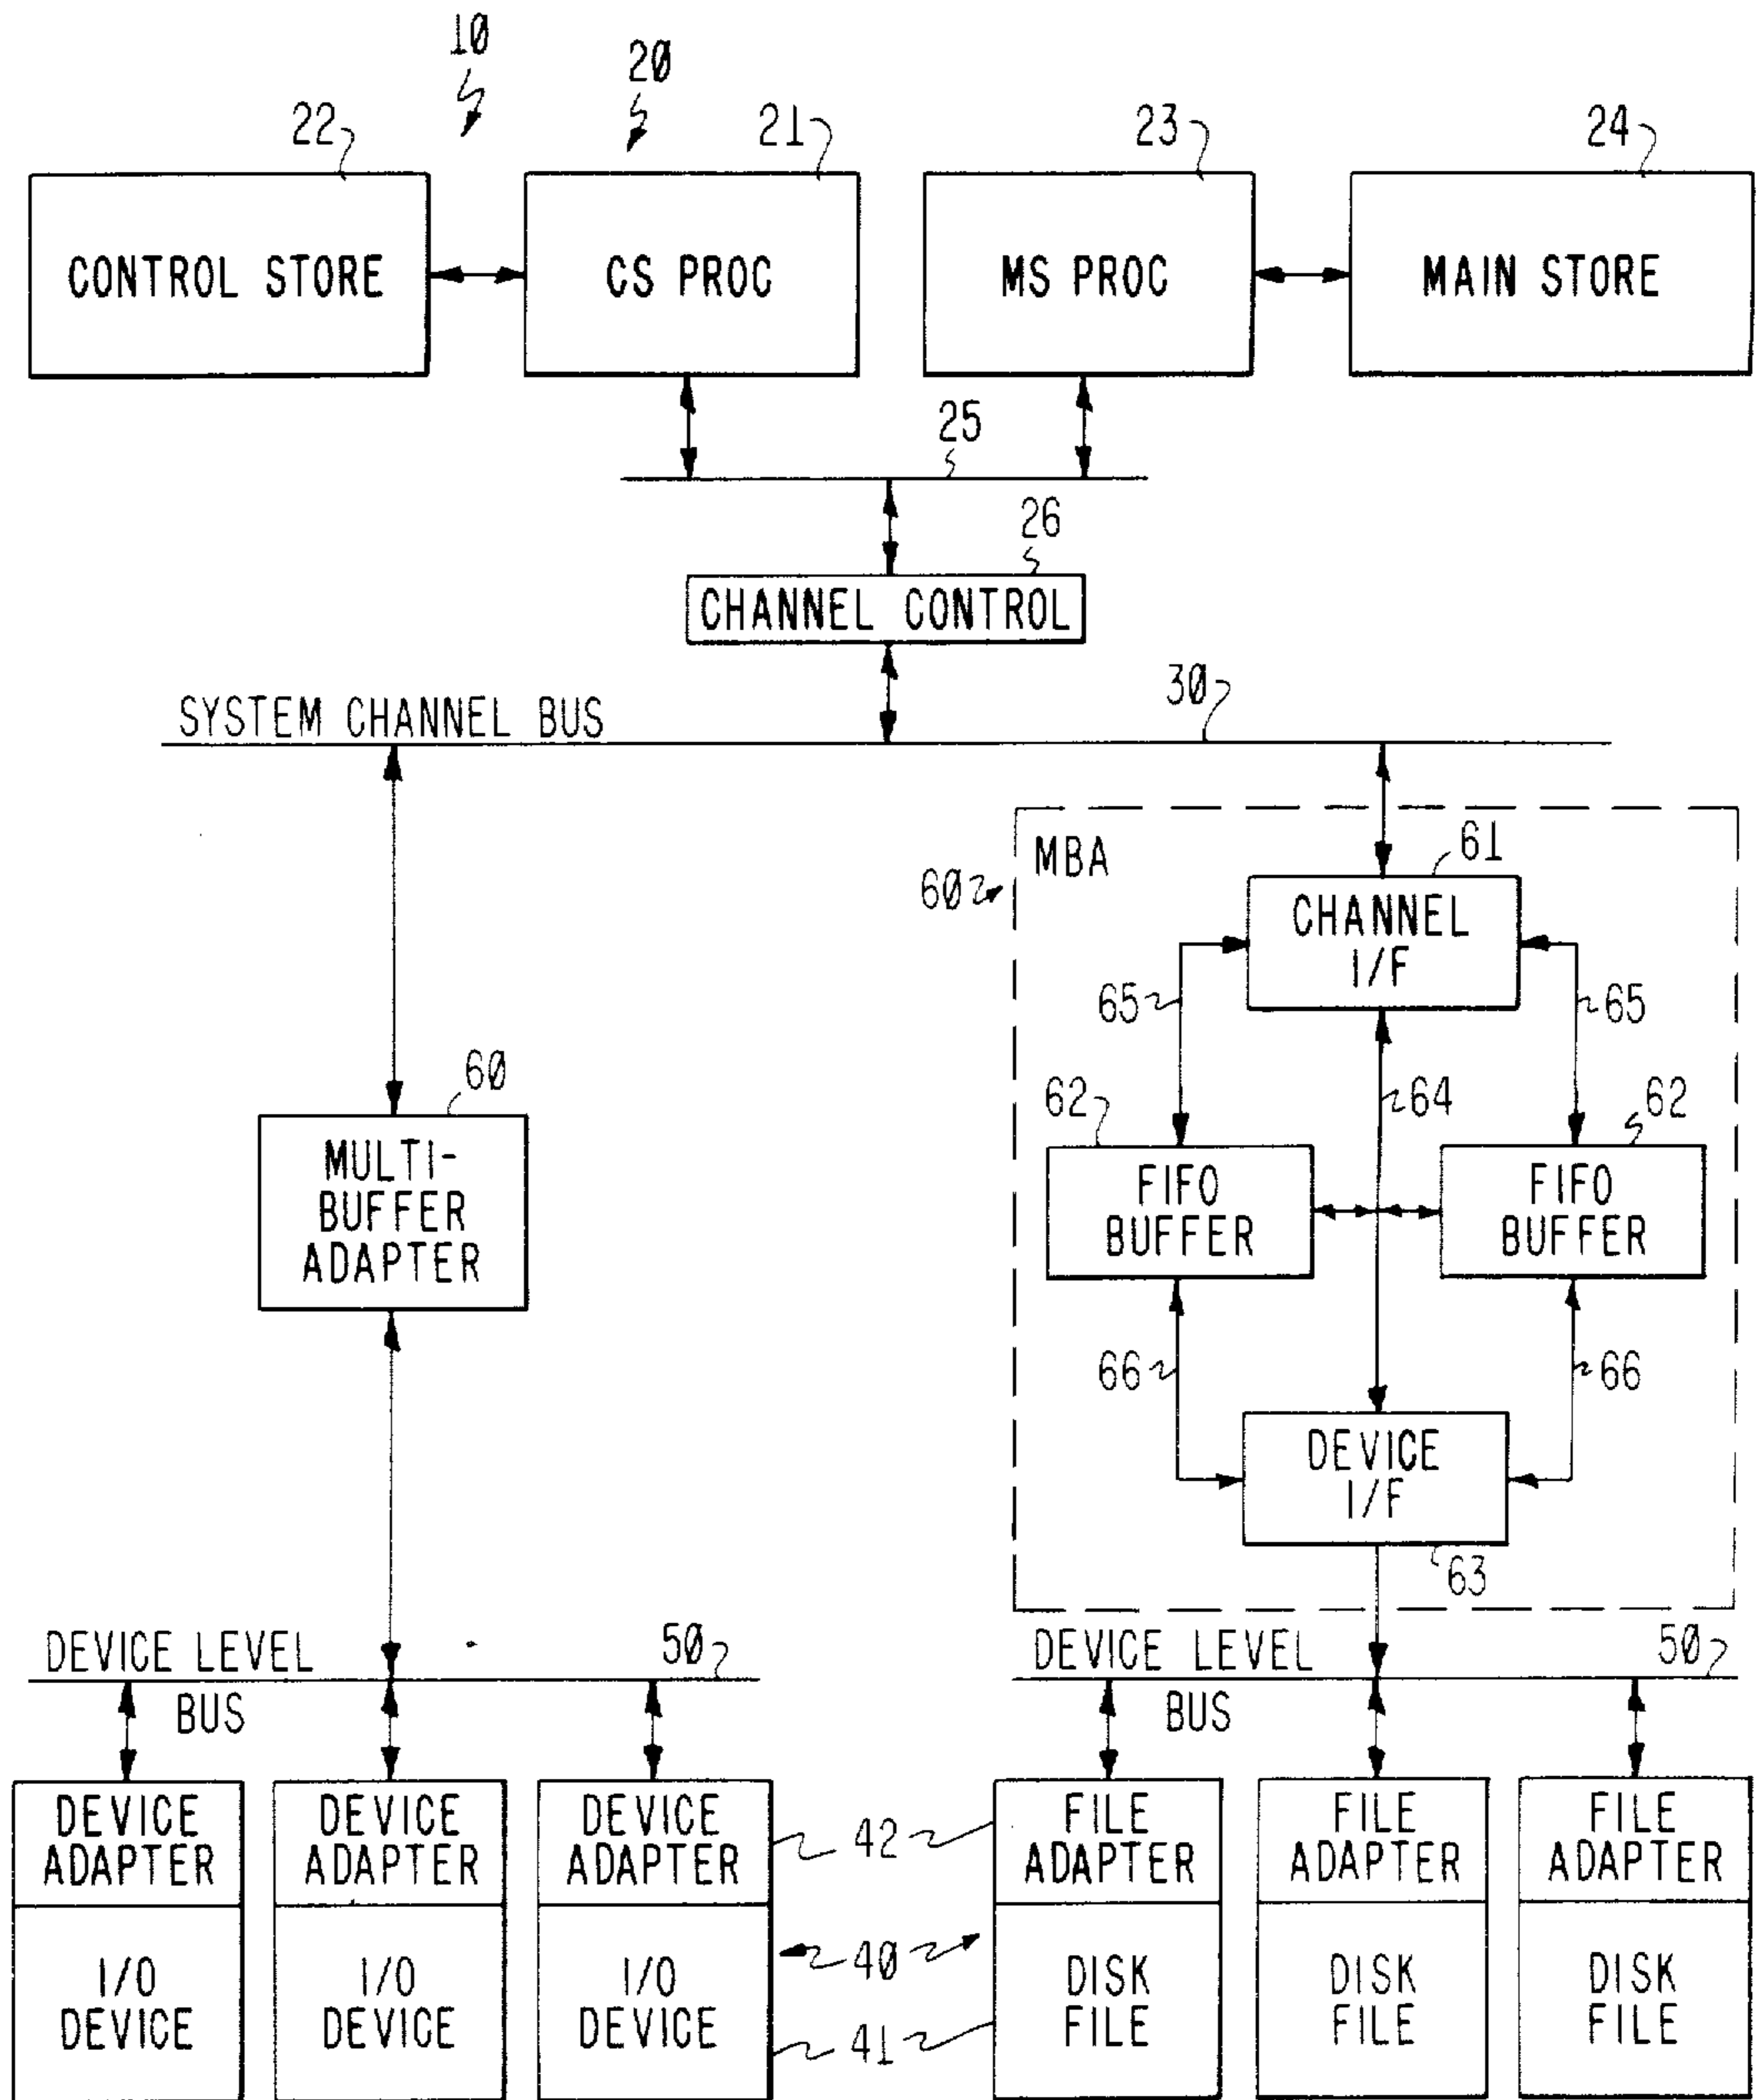 10
20
22
21
23
24
CONTROL STORE
CS PROC
MS PROC
MAIN STORE
25
26
CHANNEL CONTROL
SYSTEM CHANNEL BUS
30
MBA
60
61
CHANNEL
I/F
65
65
60
62
64
62
MULTI-
BUFFER
ADAPTER
FIFO
BUFFER
FIFO
BUFFER
66
66
DEVICE
I/F
63
DEVICE LEVEL
BUS
50
DEVICE LEVEL
BUS
50
DEVICE
ADAPTER
DEVICE
ADAPTER
DEVICE
ADAPTER
42
FILE
ADAPTER
FILE
ADAPTER
FILE
ADAPTER
I/O
DEVICE
I/O
DEVICE
I/O
DEVICE
40
41
DISK
FILE
DISK
FILE
DISK
FILE